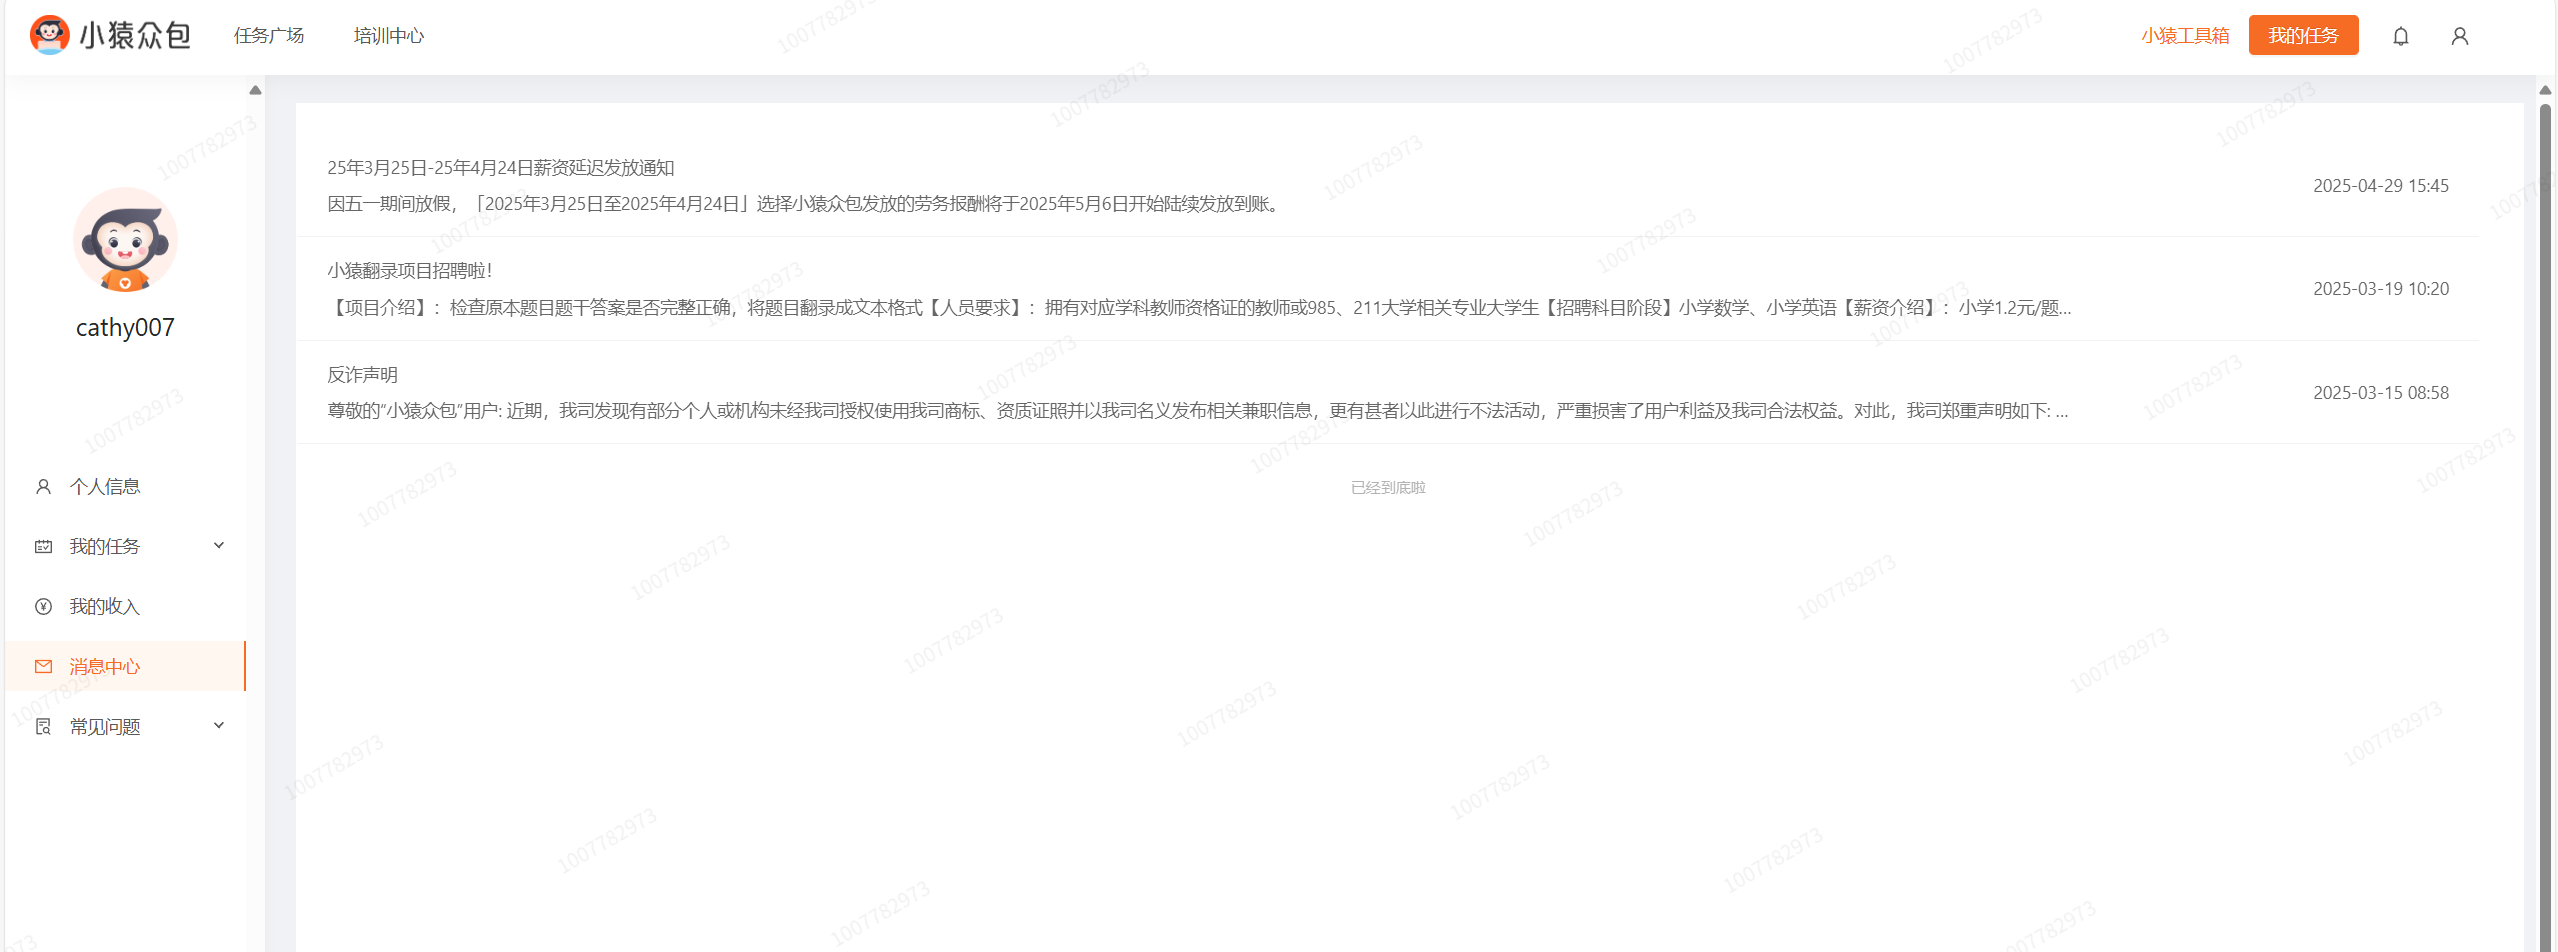 小猿众包
任务广场
培训中心
小猿工具箱
我的任务
cathy007
个人信息
我的任务
我的收入
消息中心
常见问题
25年3月25日-25年4月24日薪资延迟发放通知
因五一期间放假，「2025年3月25日至2025年4月24日」选择小猿众包发放的劳务报酬将于2025年5月6日开始陆续发放到账。
2025-04-29 15:45
小猿翻录项目招聘啦！
【项目介绍】：检查原本题目题干答案是否完整正确，将题目翻录成文本格式【人员要求】：拥有对应学科教师资格证的教师或985、211大学相关专业大学生【招聘科目阶段】小学数学、小学英语【薪资介绍】：小学1.2元/题...
2025-03-19 10:20
反诈声明
尊敬的“小猿众包”用户: 近期，我司发现有部分个人或机构未经我司授权使用我司商标、资质证照并以我司名义发布相关兼职信息，更有甚者以此进行不法活动，严重损害了用户利益及我司合法权益。对此，我司郑重声明如下: ...
2025-03-15 08:58
已经到底啦
1007782973